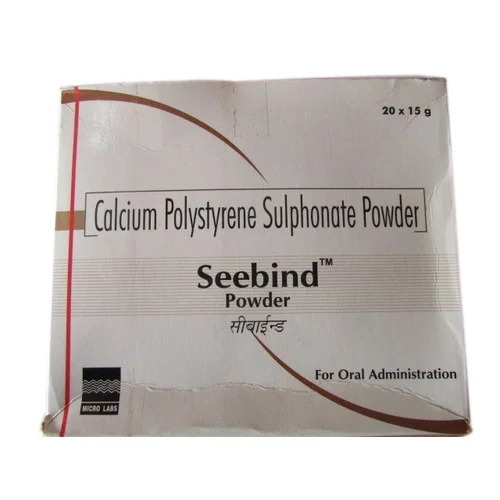 20 x 15 g
Calcium Polystyrene Sulphonate Powder
Seebind™
Powder
सीबाईन्ड
For Oral Administration
MICRO LABS